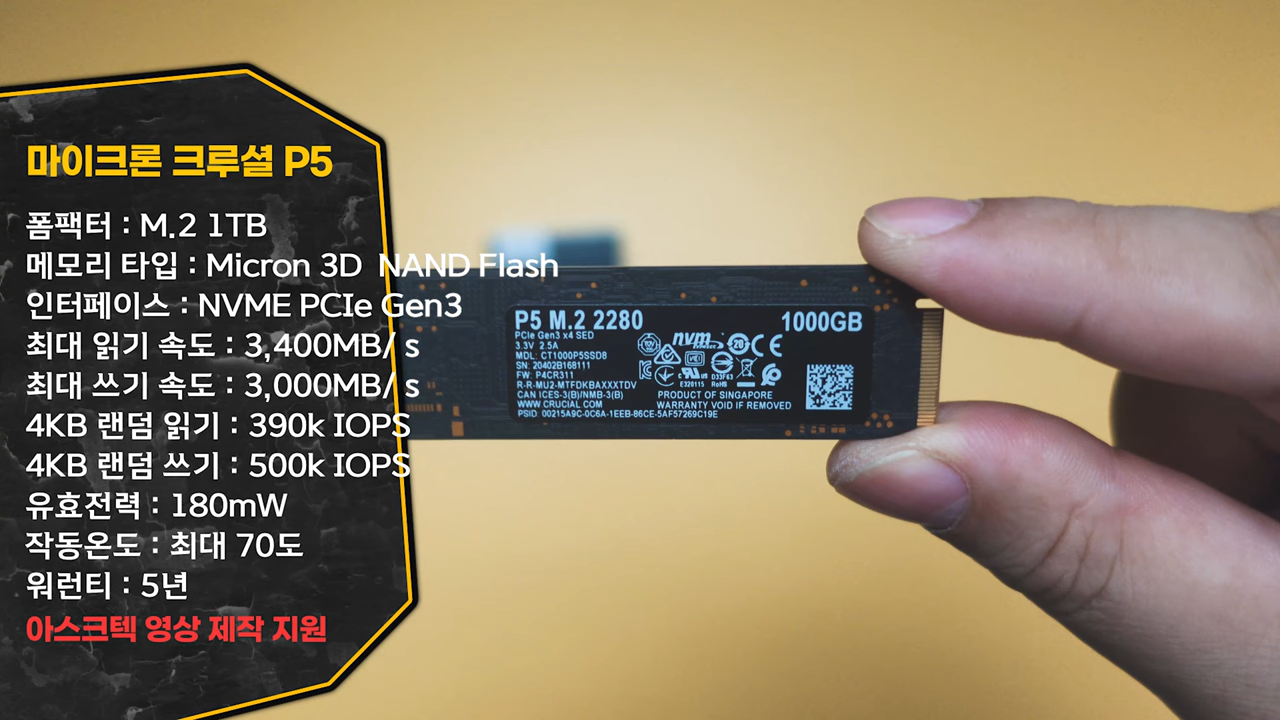 마이크론 크루셜 P5
폼팩터 : M.2 1TB
메모리 타입 : Micron 3D NAND Flash
인터페이스 : NVME PCIe Gen3
최대 읽기 속도 : 3,400MB/ s
최대 쓰기 속도 : 3,000MB/ s
4KB 랜덤 읽기 : 390k IOPS
4KB 랜덤 쓰기 : 500k IOPS
유효전력 : 180mW
작동온도 : 최대 70도
워런티 : 5년
아스크텍 영상 제작 지원
P5 M.2 2280 1000GB
PCIe Gen3 x4 SED
3.3V 2.5A
MDL: CT1000P5SSD8
SN: 20402B168111
FW: P4CR311
R-R-MU2-MTFDKBAXXXTDV
CAN ICES-3(B)/NMB-3(B)
WWW.CRUCIAL.COM
PSID: 00215A9C-0C6A-1EEB-86CE-5AF57269C19E
nvm
20
CE
E320115
D33F63
RoHS
PRODUCT OF SINGAPORE
WARRANTY VOID IF REMOVED